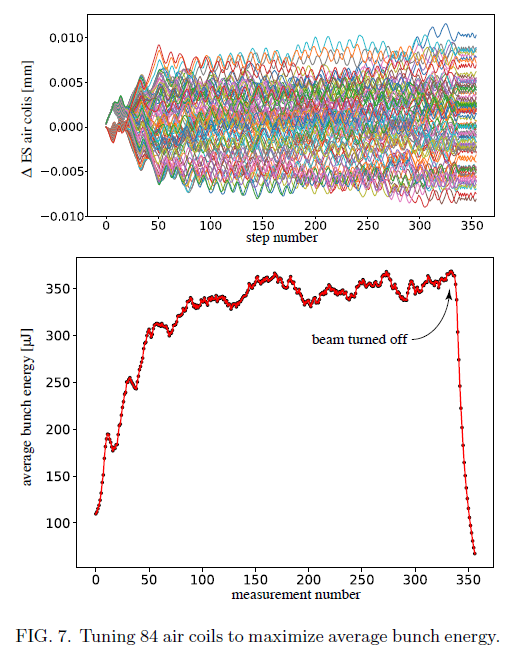 0.010
0.005
0.000
−0.005
−0.010
Δ ES air colis [mm]
0 50 100 150 200 250 300 350
step number
350
300
250
200
150
100
average bunch energy [μJ]
beam turned off
0 50 100 150 200 250 300 350
measurement number
FIG. 7. Tuning 84 air coils to maximize average bunch energy.